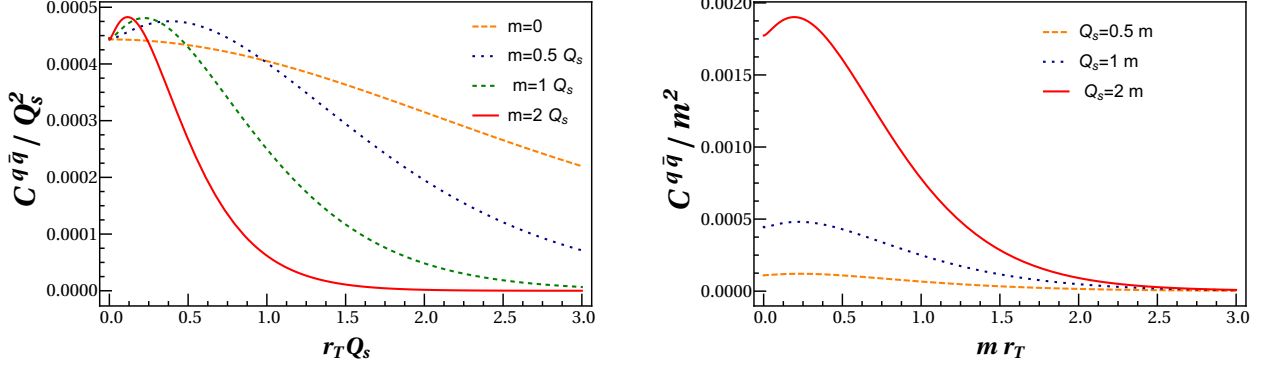 0.0005
0.0004
0.0003
0.0002
0.0001
0.0000
C^{q q̄} / Q_s^2
0.0 0.5 1.0 1.5 2.0 2.5 3.0
r_T Q_s
m=0
m=0.5 Q_s
m=1 Q_s
m=2 Q_s
0.0020
0.0015
0.0010
0.0005
0.0000
C^{q q̄} / m^2
0.0 0.5 1.0 1.5 2.0 2.5 3.0
m r_T
Q_s=0.5 m
Q_s=1 m
Q_s=2 m